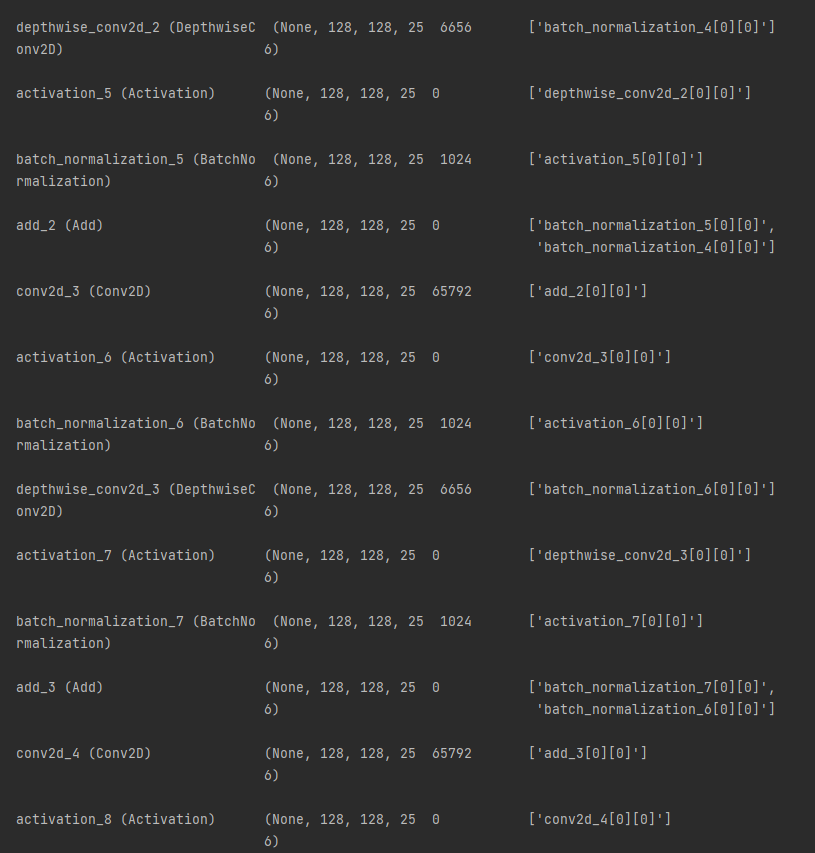 depthwise_conv2d_2 (DepthwiseC  (None, 128, 128, 25  6656       ['batch_normalization_4[0][0]']
onv2D)                         6)

activation_5 (Activation)      (None, 128, 128, 25  0           ['depthwise_conv2d_2[0][0]']
                               6)

batch_normalization_5 (BatchNo  (None, 128, 128, 25  1024       ['activation_5[0][0]']
rmalization)                   6)

add_2 (Add)                    (None, 128, 128, 25  0           ['batch_normalization_5[0][0]',
                               6)                                'batch_normalization_4[0][0]']

conv2d_3 (Conv2D)              (None, 128, 128, 25  65792       ['add_2[0][0]']
                               6)

activation_6 (Activation)      (None, 128, 128, 25  0           ['conv2d_3[0][0]']
                               6)

batch_normalization_6 (BatchNo  (None, 128, 128, 25  1024       ['activation_6[0][0]']
rmalization)                   6)

depthwise_conv2d_3 (DepthwiseC  (None, 128, 128, 25  6656       ['batch_normalization_6[0][0]']
onv2D)                         6)

activation_7 (Activation)      (None, 128, 128, 25  0           ['depthwise_conv2d_3[0][0]']
                               6)

batch_normalization_7 (BatchNo  (None, 128, 128, 25  1024       ['activation_7[0][0]']
rmalization)                   6)

add_3 (Add)                    (None, 128, 128, 25  0           ['batch_normalization_7[0][0]',
                               6)                                'batch_normalization_6[0][0]']

conv2d_4 (Conv2D)              (None, 128, 128, 25  65792       ['add_3[0][0]']
                               6)

activation_8 (Activation)      (None, 128, 128, 25  0           ['conv2d_4[0][0]']
                               6)